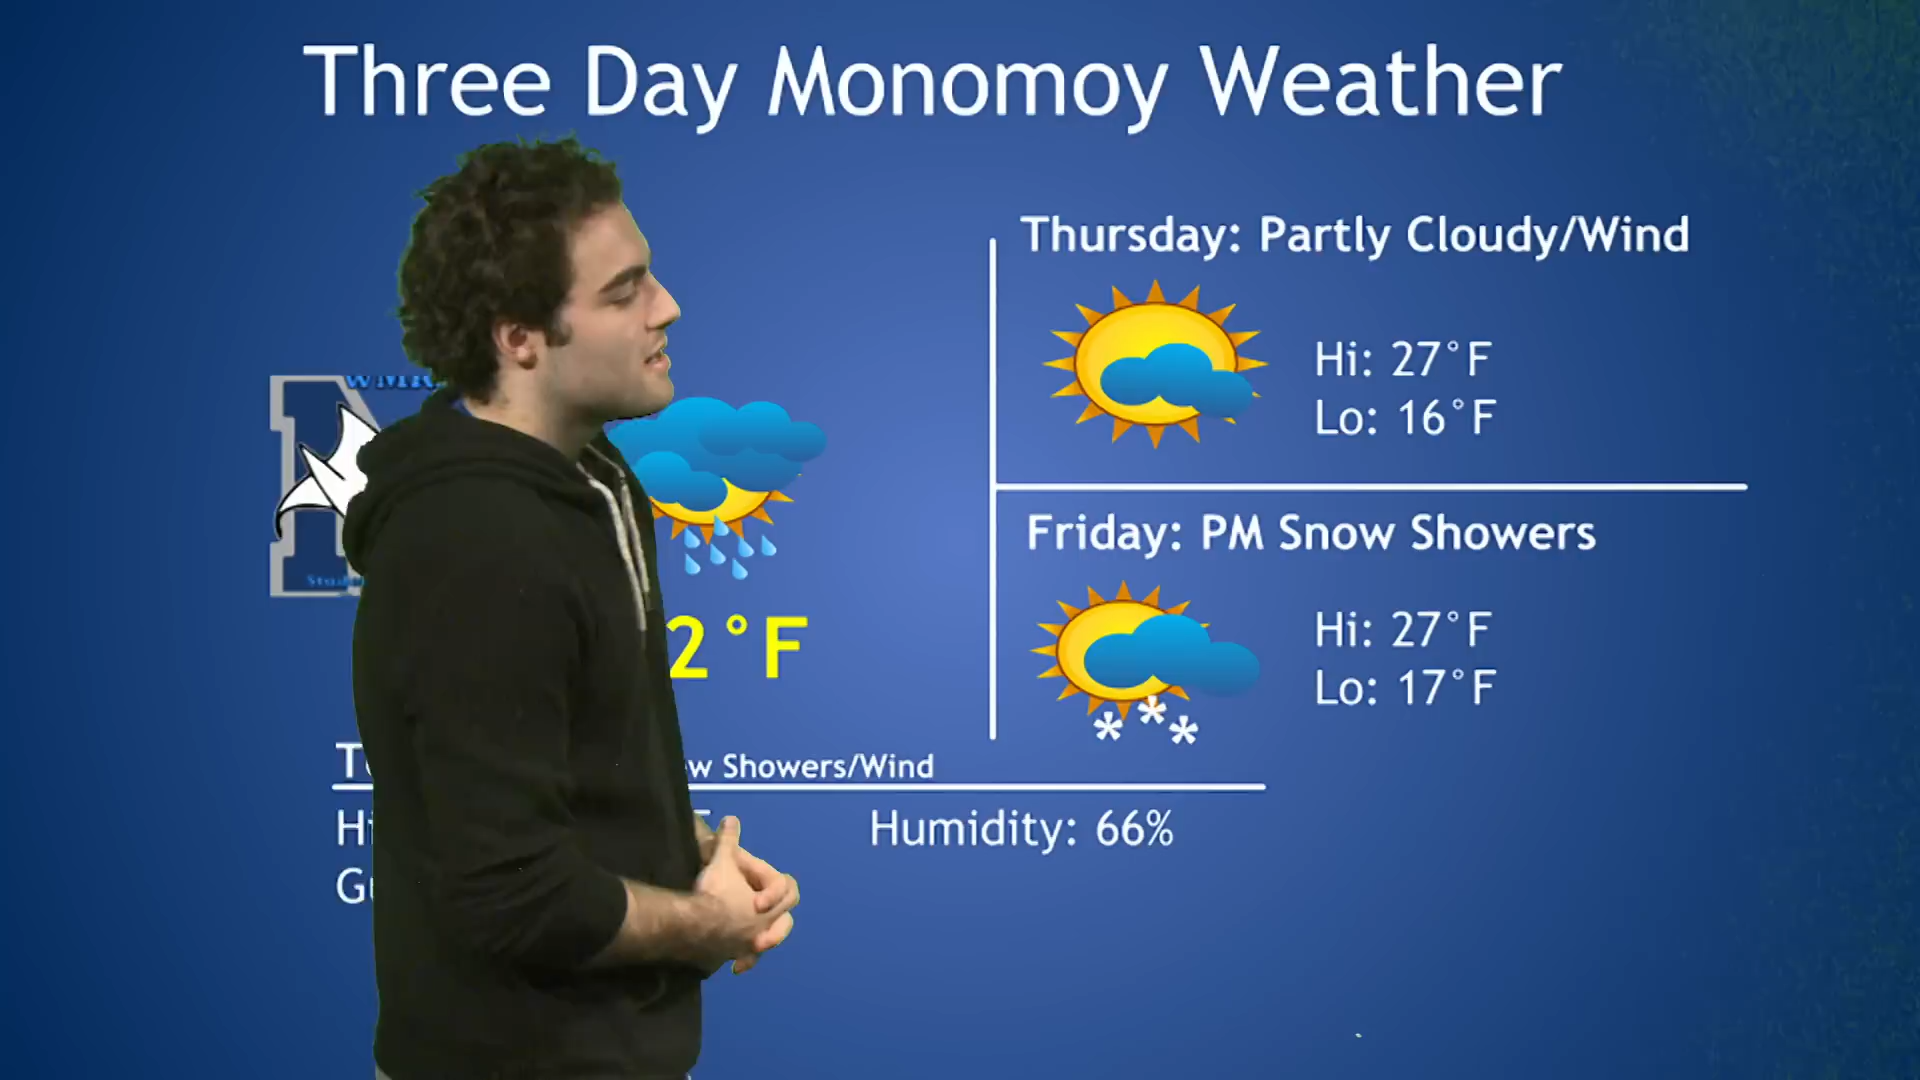 Three Day Monomoy Weather
Thursday: Partly Cloudy/Wind
Hi: 27°F
Lo: 16°F
Friday: PM Snow Showers
Hi: 27°F
Lo: 17°F
2°F
Showers/Wind
Humidity: 66%